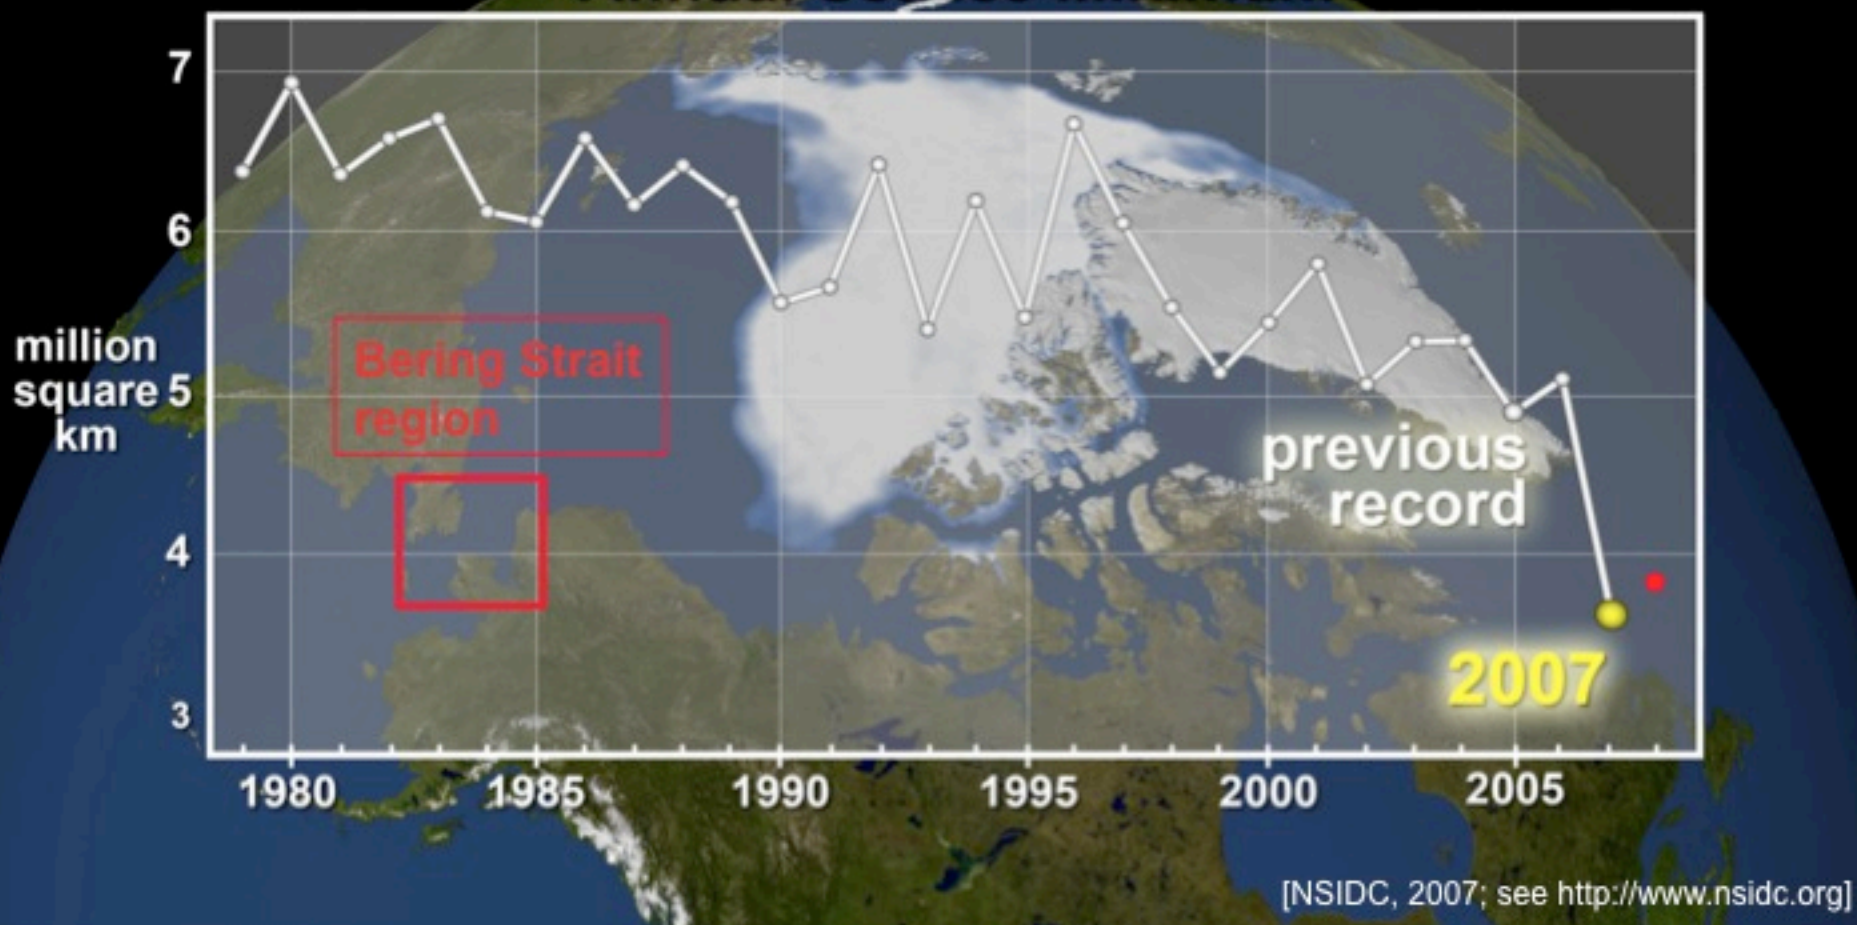 7
6
million
square
km
5
4
3
Bering Strait
region
previous
record
2007
1980 1985 1990 1995 2000 2005
[NSIDC, 2007; see http://www.nsidc.org]